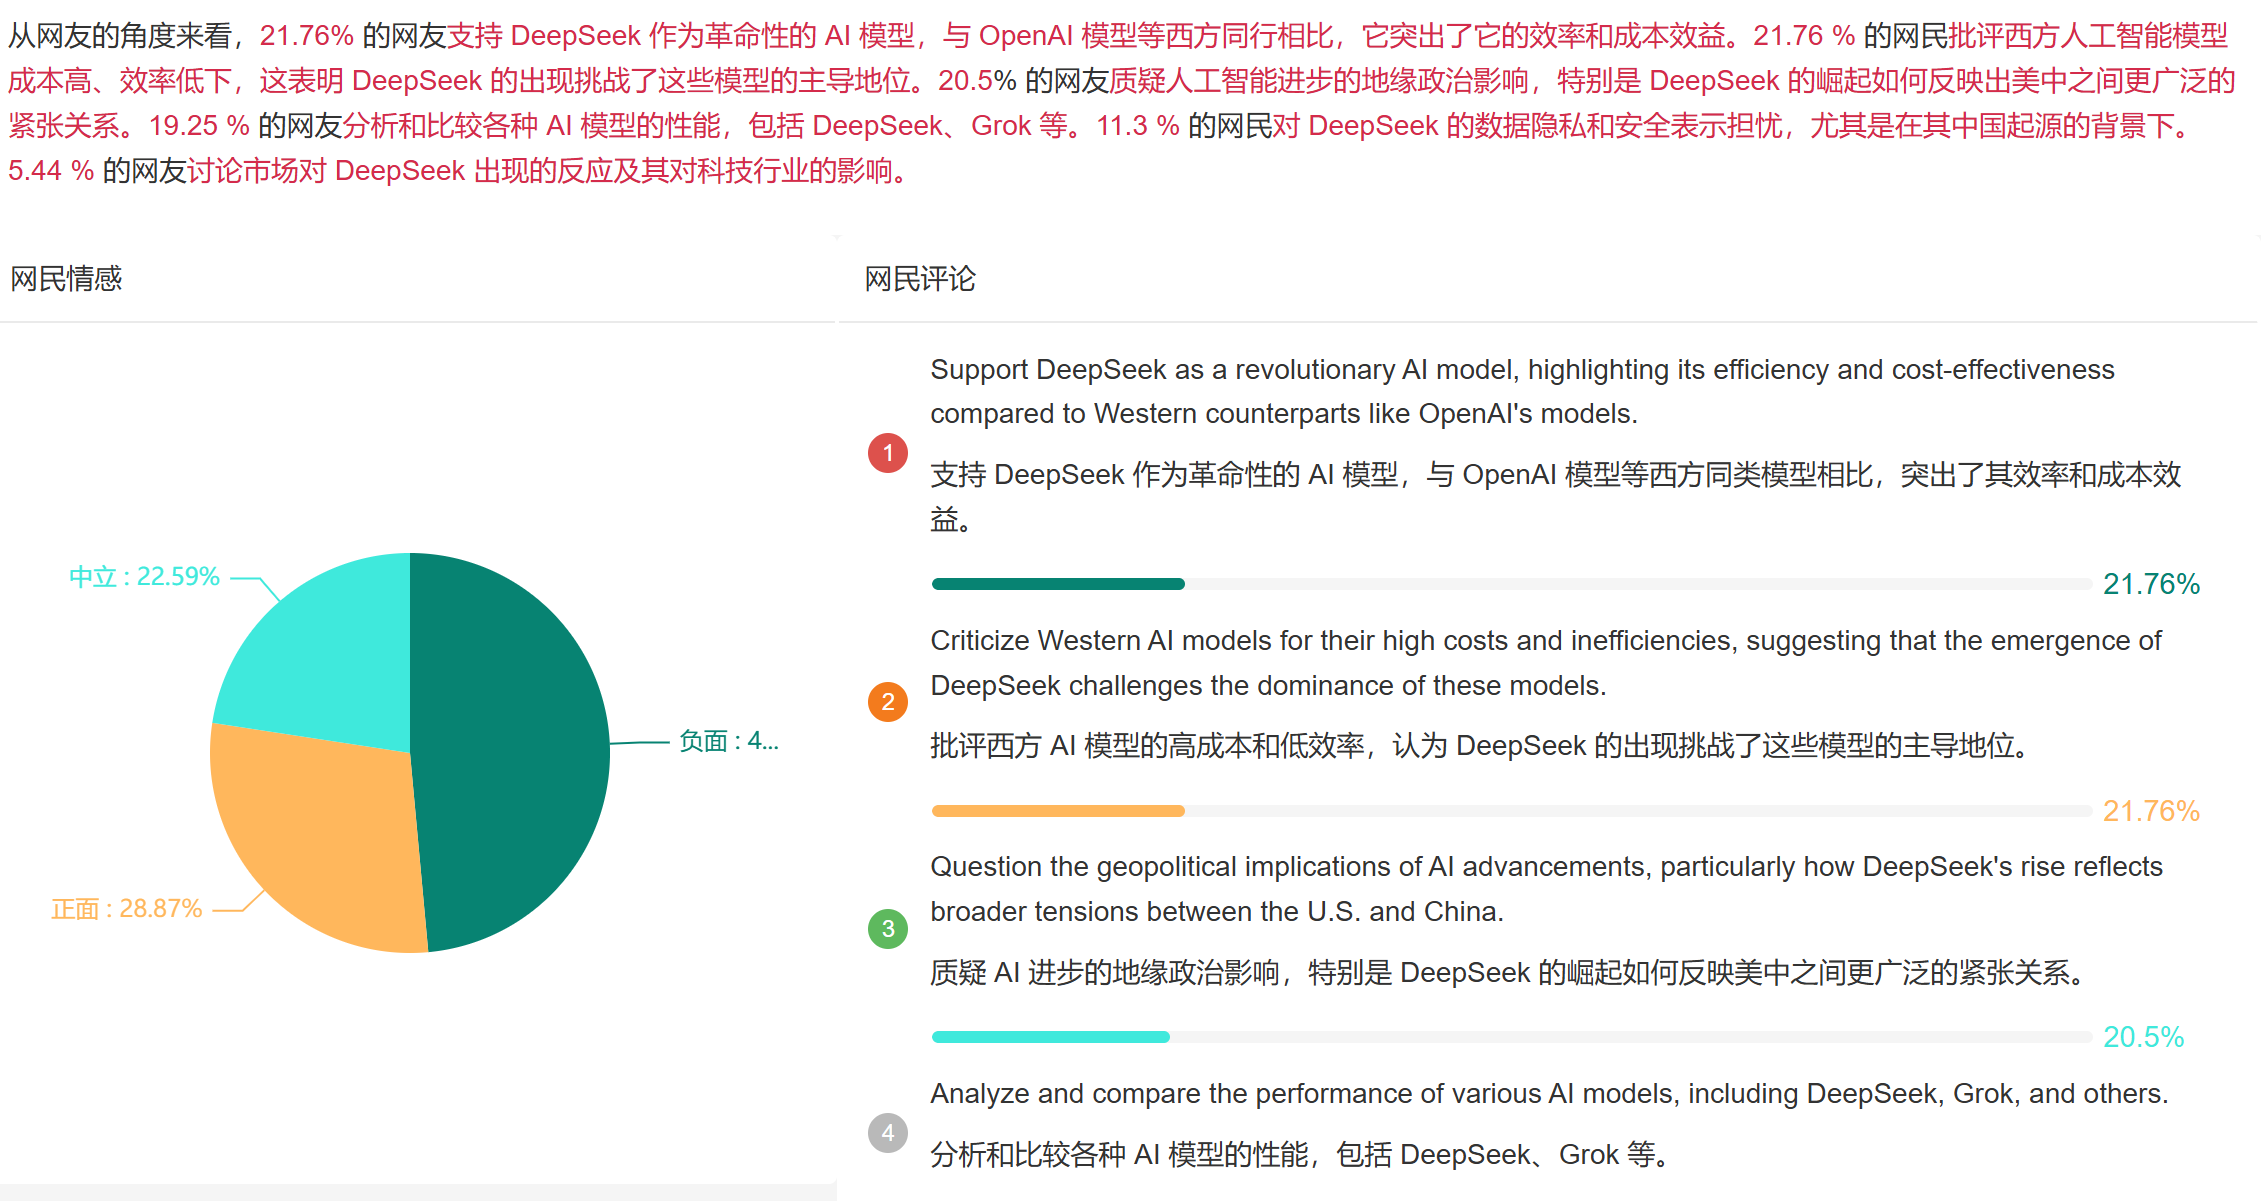 从网友的角度来看，21.76% 的网友支持 DeepSeek 作为革命性的 AI 模型，与 OpenAI 模型等西方同行相比，它突出了它的效率和成本效益。21.76 % 的网民批评西方人工智能模型
成本高、效率低下，这表明 DeepSeek 的出现挑战了这些模型的主导地位。20.5% 的网友质疑人工智能进步的地缘政治影响，特别是 DeepSeek 的崛起如何反映出美中之间更广泛的
紧张关系。19.25 % 的网友分析和比较各种 AI 模型的性能，包括 DeepSeek、Grok 等。11.3 % 的网民对 DeepSeek 的数据隐私和安全表示担忧，尤其是在其中国起源的背景下。
5.44 % 的网友讨论市场对 DeepSeek 出现的反应及其对科技行业的影响。
网民情感
中立 : 22.59%
负面 : 4...
正面 : 28.87%
网民评论
1
Support DeepSeek as a revolutionary AI model, highlighting its efficiency and cost-effectiveness
compared to Western counterparts like OpenAI's models.
支持 DeepSeek 作为革命性的 AI 模型，与 OpenAI 模型等西方同类模型相比，突出了其效率和成本效
益。
21.76%
2
Criticize Western AI models for their high costs and inefficiencies, suggesting that the emergence of
DeepSeek challenges the dominance of these models.
批评西方 AI 模型的高成本和低效率，认为 DeepSeek 的出现挑战了这些模型的主导地位。
21.76%
3
Question the geopolitical implications of AI advancements, particularly how DeepSeek's rise reflects
broader tensions between the U.S. and China.
质疑 AI 进步的地缘政治影响，特别是 DeepSeek 的崛起如何反映美中之间更广泛的紧张关系。
20.5%
4
Analyze and compare the performance of various AI models, including DeepSeek, Grok, and others.
分析和比较各种 AI 模型的性能，包括 DeepSeek、Grok 等。